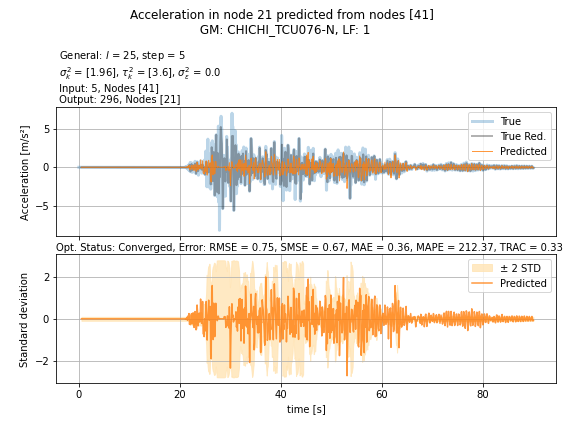 Acceleration in node 21 predicted from nodes [41]
GM: CHICHI_TCU076-N, LF: 1
General: l = 25, step = 5
σ²ₖ = [1.96], τ²ₖ = [3.6], σ²ε = 0.0
Input: 5, Nodes [41]
Output: 296, Nodes [21]
True
True Red.
Predicted
5
0
−5
Acceleration [m/s²]
Opt. Status: Converged, Error: RMSE = 0.75, SMSE = 0.67, MAE = 0.36, MAPE = 212.37, TRAC = 0.33
± 2 STD
Predicted
2
0
−2
Standard deviation
0 20 40 60 80
time [s]